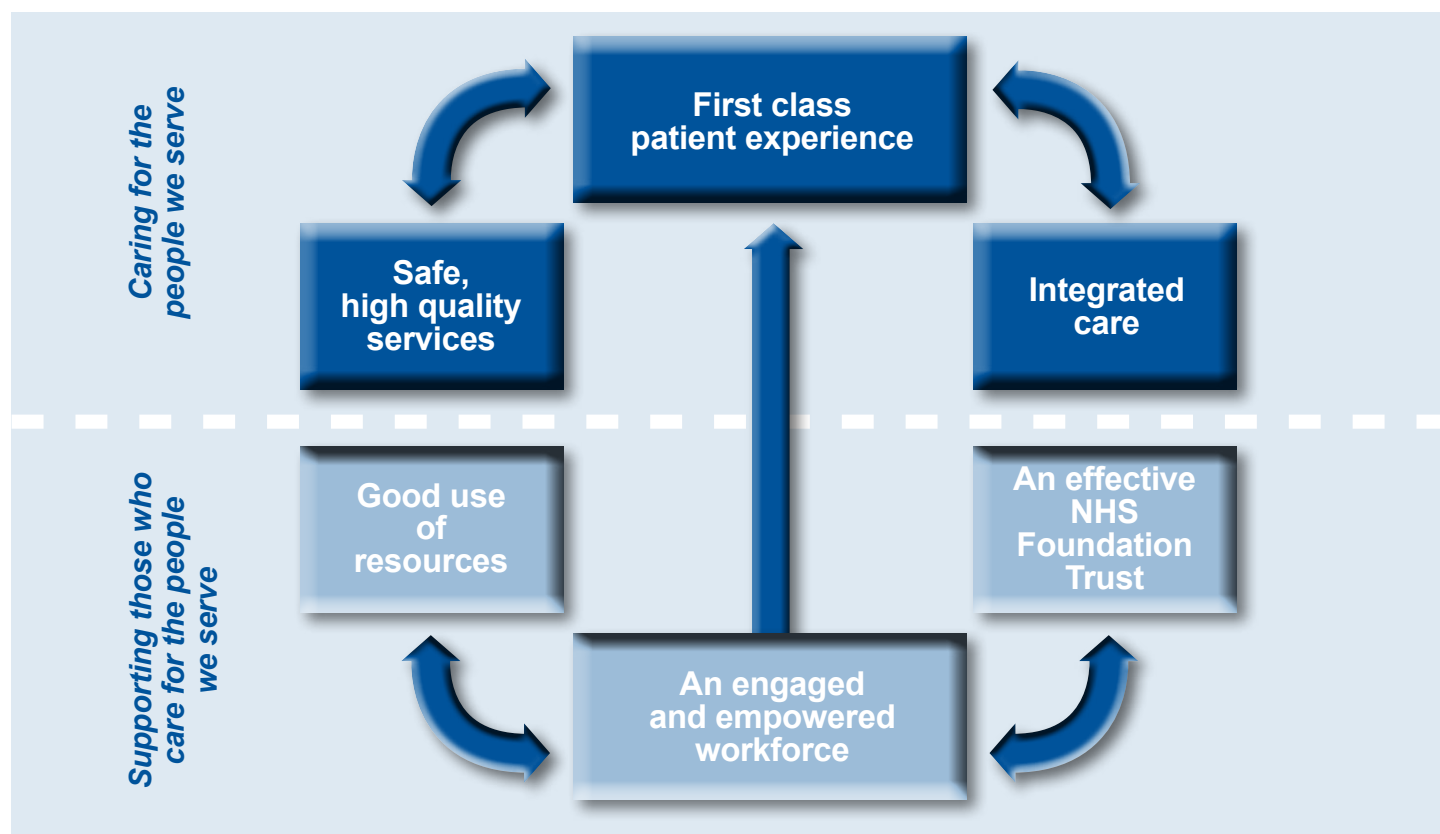 Caring for the
people we serve
First class
patient experience
Safe,
high quality
services
Integrated
care
Supporting those who
care for the people
we serve
Good use
of
resources
An effective
NHS
Foundation
Trust
An engaged
and empowered
workforce